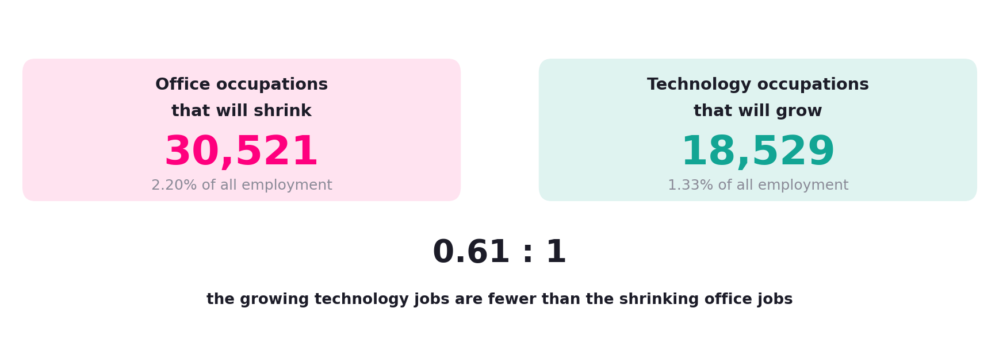 Office occupations
that will shrink
30,521
2.20% of all employment
Technology occupations
that will grow
18,529
1.33% of all employment
0.61 : 1
the growing technology jobs are fewer than the shrinking office jobs